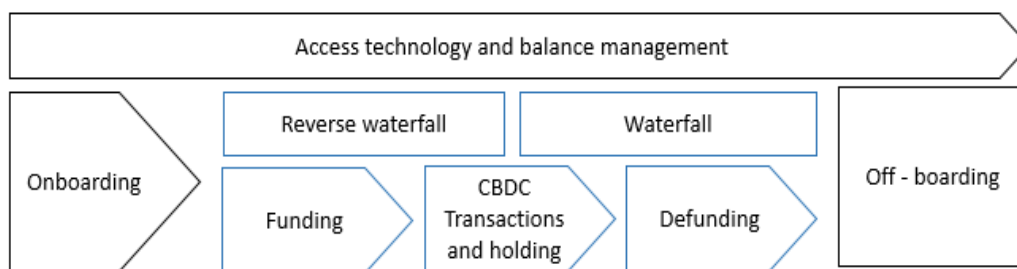 Access technology and balance management
Reverse waterfall
Waterfall
Onboarding
Off - boarding
Funding
CBDC
Transactions
and holding
Defunding